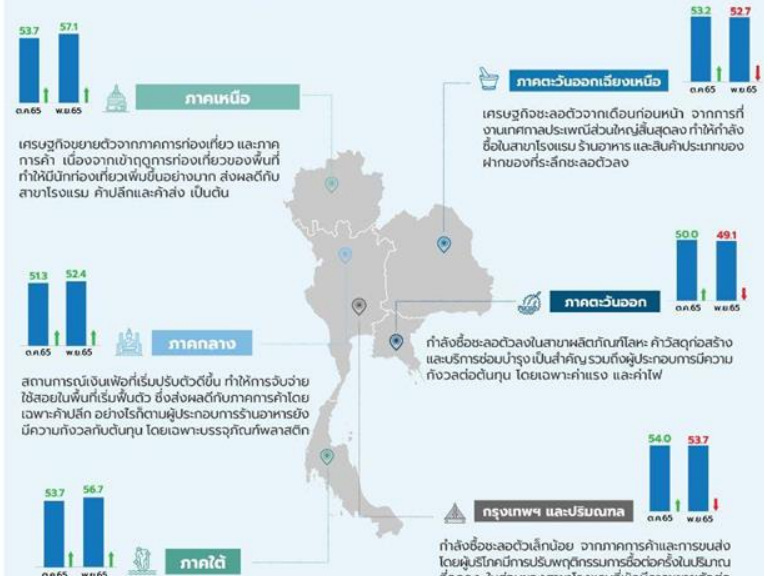 53.7 57.1
ต.ค65 พ.ย65
ภาคเหนือ
เศรษฐกิจขยายตัวจากภาคการท่องเที่ยว และภาค
การค้า เนื่องจากเข้าฤดูการท่องเที่ยวของพื้นที่
ทำให้มีนักท่องเที่ยวเพิ่มขึ้นอย่างมาก ส่งผลดีกับ
สาขาโรงแรม ค้าปลีกและค้าส่ง เป็นต้น
53.2 52.7
ต.ค65 พ.ย65
ภาคตะวันออกเฉียงเหนือ
เศรษฐกิจชะลอตัวจากเดือนก่อนหน้า จากการที่
งานเทศกาลประเพณีส่วนใหญ่สิ้นสุดลง ทำให้กำลัง
ซื้อในสาขาโรงแรม ร้านอาหาร และสินค้าประเภทของ
ฝากของที่ระลึกชะลอตัวลง
51.3 52.4
ต.ค65 พ.ย65
ภาคกลาง
สถานการณ์เงินเฟ้อที่เริ่มปรับตัวดีขึ้น ทำให้การจับจ่าย
ใช้สอยในพื้นที่เริ่มฟื้นตัว ซึ่งส่งผลดีกับภาคการค้าโดย
เฉพาะค้าปลีก อย่างไรก็ตามผู้ประกอบการร้านอาหารยัง
มีความกังวลกับต้นทุน โดยเฉพาะบรรจุภัณฑ์พลาสติก
50.0 49.1
ต.ค65 พ.ย65
ภาคตะวันออก
กำลังซื้อชะลอตัวลงในสาขาผลิตภัณฑ์โลหะ ค้าวัสดุก่อสร้าง
และบริการซ่อมบำรุง เป็นสำคัญ รวมถึงผู้ประกอบการมีความ
กังวลต่อต้นทุน โดยเฉพาะค่าแรง และค่าไฟ
53.7 56.7
ต.ค65 พ.ย65
ภาคใต้
54.0 53.7
ต.ค65 พ.ย65
กรุงเทพฯ และปริมณฑล
กำลังซื้อชะลอตัวเล็กน้อย จากภาคการค้าและการขนส่ง
โดยผู้บริโภคมีการปรับพฤติกรรมการซื้อต่อครั้งในปริมาณ